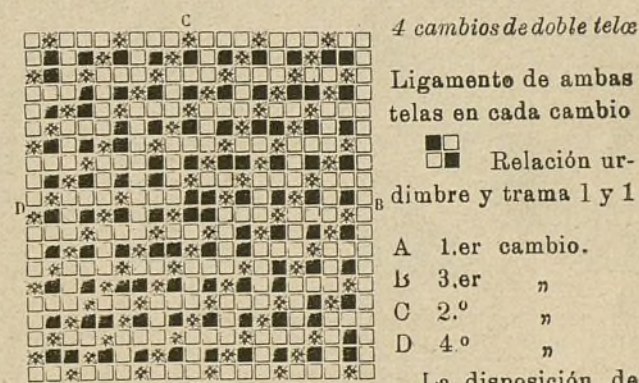 C
4 cambios de doble tela
Ligamento de ambas
telas en cada cambio
Relación ur-
D
B
dimbre y trama 1 y 1
A 1.er cambio.
B 3.er „
C 2.º „
D 4.º „
La disposición de